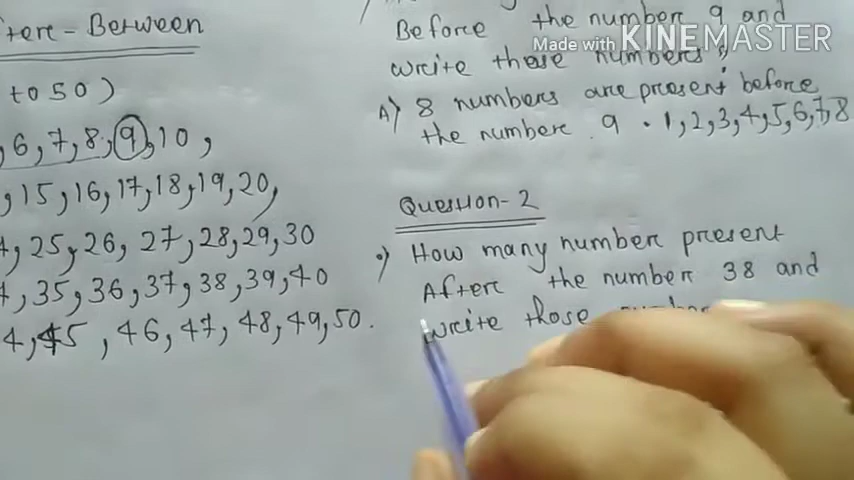 - Between
to 50)
, 6, 7, 8, 9, 10,
, 15, 16, 17, 18, 19, 20,
, 25, 26, 27, 28, 29, 30
, 35, 36, 37, 38, 39, 40
4, 45, 46, 47, 48, 49, 50.
Before the number 9 and
Made with KINEMASTER
write these numbers?
A) 8 numbers are present before
the number 9. 1, 2, 3, 4, 5, 6, 7, 8
Question-2
How many number present
After the number 38 and
write those